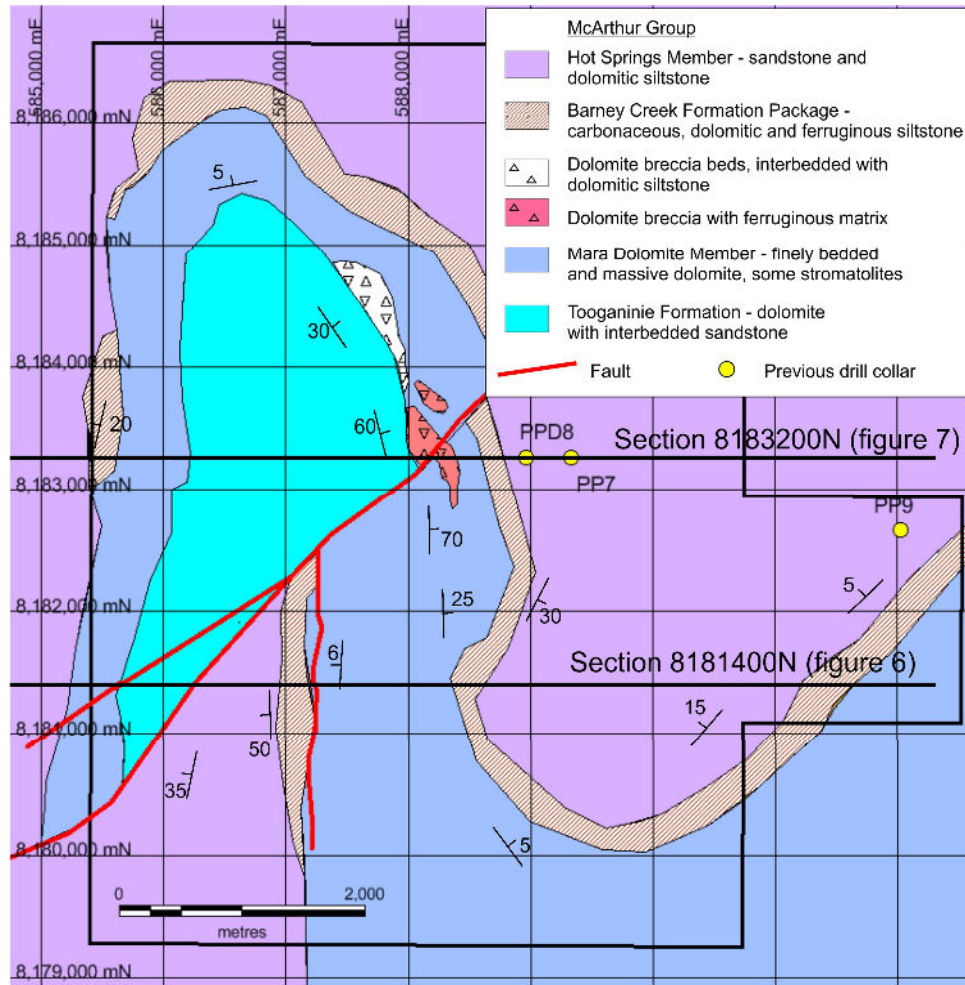 585,000 mE
588,000 mE
McArthur Group
Hot Springs Member - sandstone and
dolomitic siltstone
Barney Creek Formation Package -
carbonaceous, dolomitic and ferruginous siltstone
Dolomite breccia beds, interbedded with
dolomitic siltstone
Dolomite breccia with ferruginous matrix
Mara Dolomite Member - finely bedded
and massive dolomite, some stromatolites
Tooganinie Formation - dolomite
with interbedded sandstone
Fault
Previous drill collar
8,186,000 mN
5
8,185,000 mN
30
8,184,000 mN
20
60
PPD8
Section 8183200N (figure 7)
PP7
8,183,000 mN
PP9
70
5
25
30
8,182,000 mN
6
Section 8181400N (figure 6)
8,181,000 mN
15
50
35
8,180,000 mN
5
0
2,000
metres
8,179,000 mN